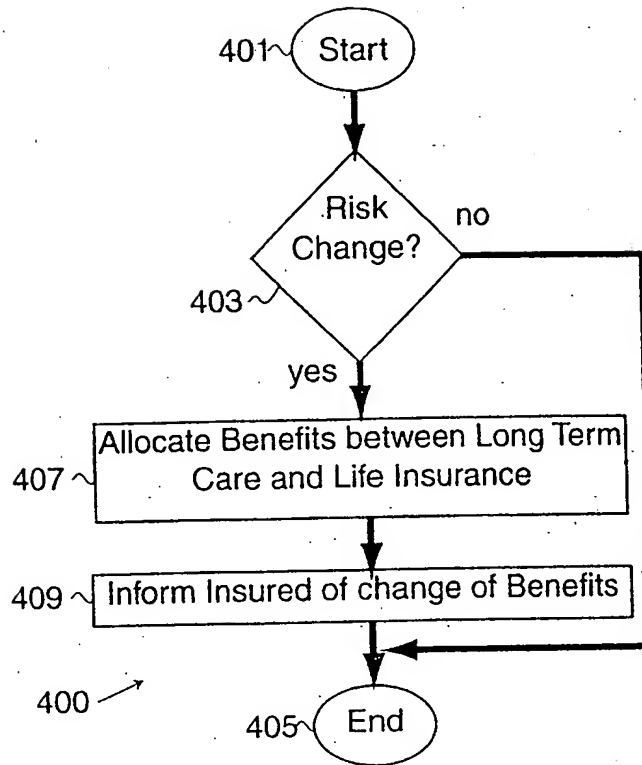 401 Start
Risk
Change?
no
403
yes
Allocate Benefits between Long Term
Care and Life Insurance
407
409 Inform Insured of change of Benefits
400
405 End